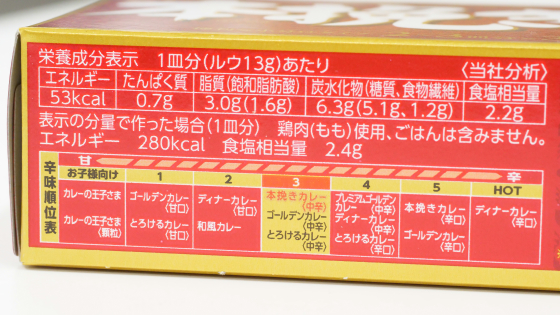 栄養成分表示 1皿分(ルウ13g)あたり 〈当社分析〉
エネルギー たんぱく質 脂質(飽和脂肪酸) 炭水化物(糖質、食物繊維) 食塩相当量
53kcal 0.7g 3.0g(1.6g) 6.3g(5.1g、1.2g) 2.2g
表示の分量で作った場合(1皿分) 鶏肉(もも)使用、ごはんは含みません。
エネルギー 280kcal 食塩相当量 2.4g
辛味順位表
甘 辛
お子様向け 1 2 3 4 5 HOT
カレーの王子さま
カレーの王子さま
〈顆粒〉
ゴールデンカレー
〈甘口〉
とろけるカレー
〈甘口〉
ディナーカレー
〈甘口〉
和風カレー
本挽きカレー
〈中辛〉
ゴールデンカレー
〈中辛〉
とろけるカレー
〈中辛〉
プレミアムゴールデン
カレー 〈中辛〉
ディナーカレー
〈中辛〉
とろけるカレー
〈辛口〉
本挽きカレー
〈辛口〉
ゴールデンカレー
〈辛口〉
ディナーカレー
〈辛口〉